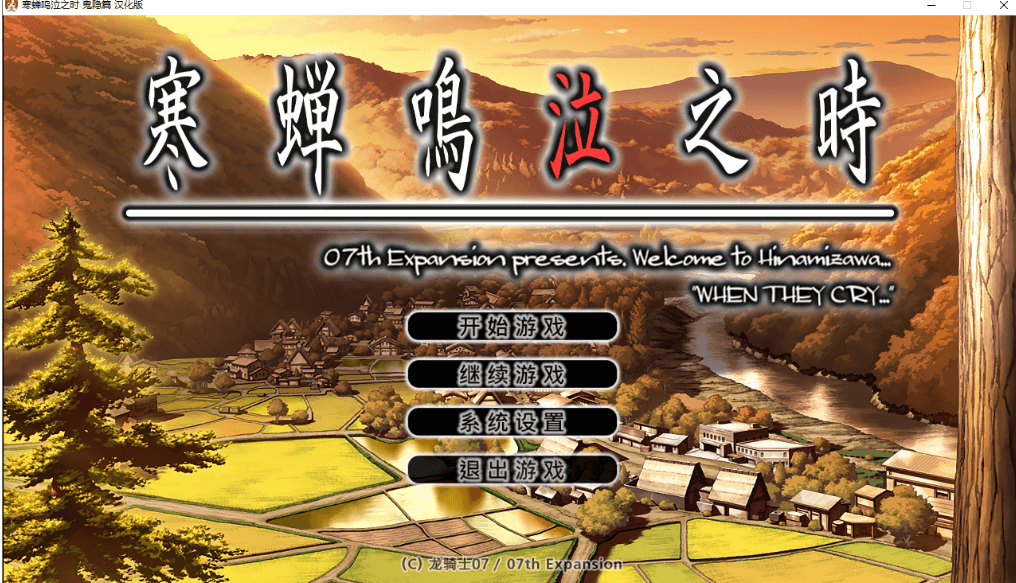 寒蝉鸣泣之时 鬼隐篇 汉化版
寒蝉鳴泣之時
07th Expansion presents. Welcome to Hinamizawa...
"WHEN THEY CRY..."
开始游戏
继续游戏
系统设置
退出游戏
(C) 龙骑士07 / 07th Expansion